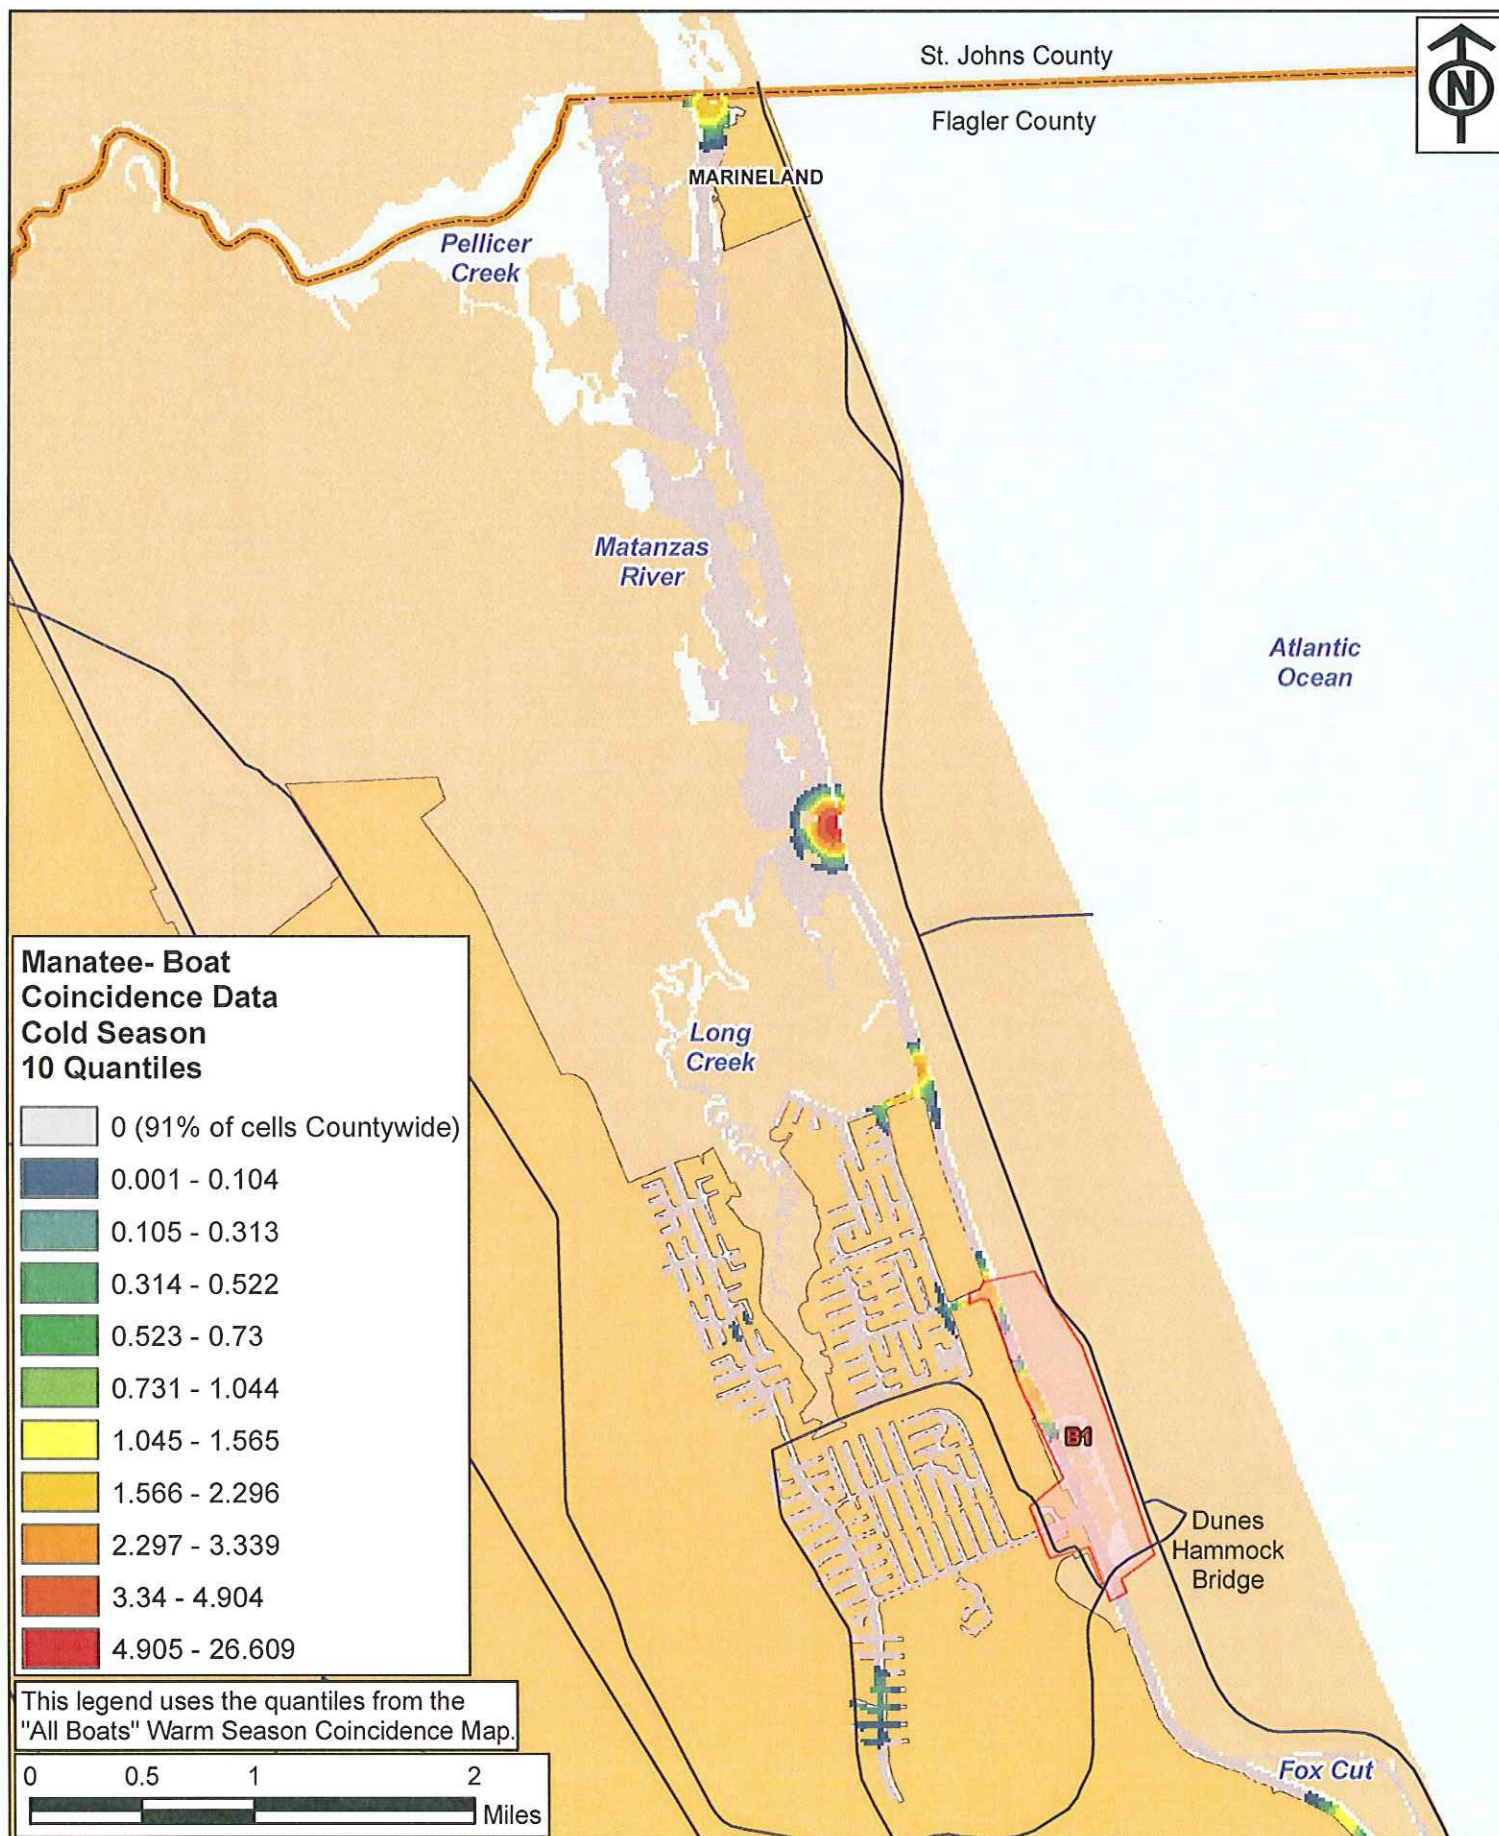 St. Johns County
N
Flagler County
MARINELAND
Pellicer
Creek
Matanzas
River
Atlantic
Ocean
Manatee- Boat
Coincidence Data
Cold Season
10 Quantiles
0 (91% of cells Countywide)
0.001 - 0.104
0.105 - 0.313
0.314 - 0.522
0.523 - 0.73
0.731 - 1.044
1.045 - 1.565
1.566 - 2.296
2.297 - 3.339
3.34 - 4.904
4.905 - 26.609
Long
Creek
B1
Dunes
Hammock
Bridge
This legend uses the quantiles from the
"All Boats" Warm Season Coincidence Map.
0 0.5 1 2
Miles
Fox Cut